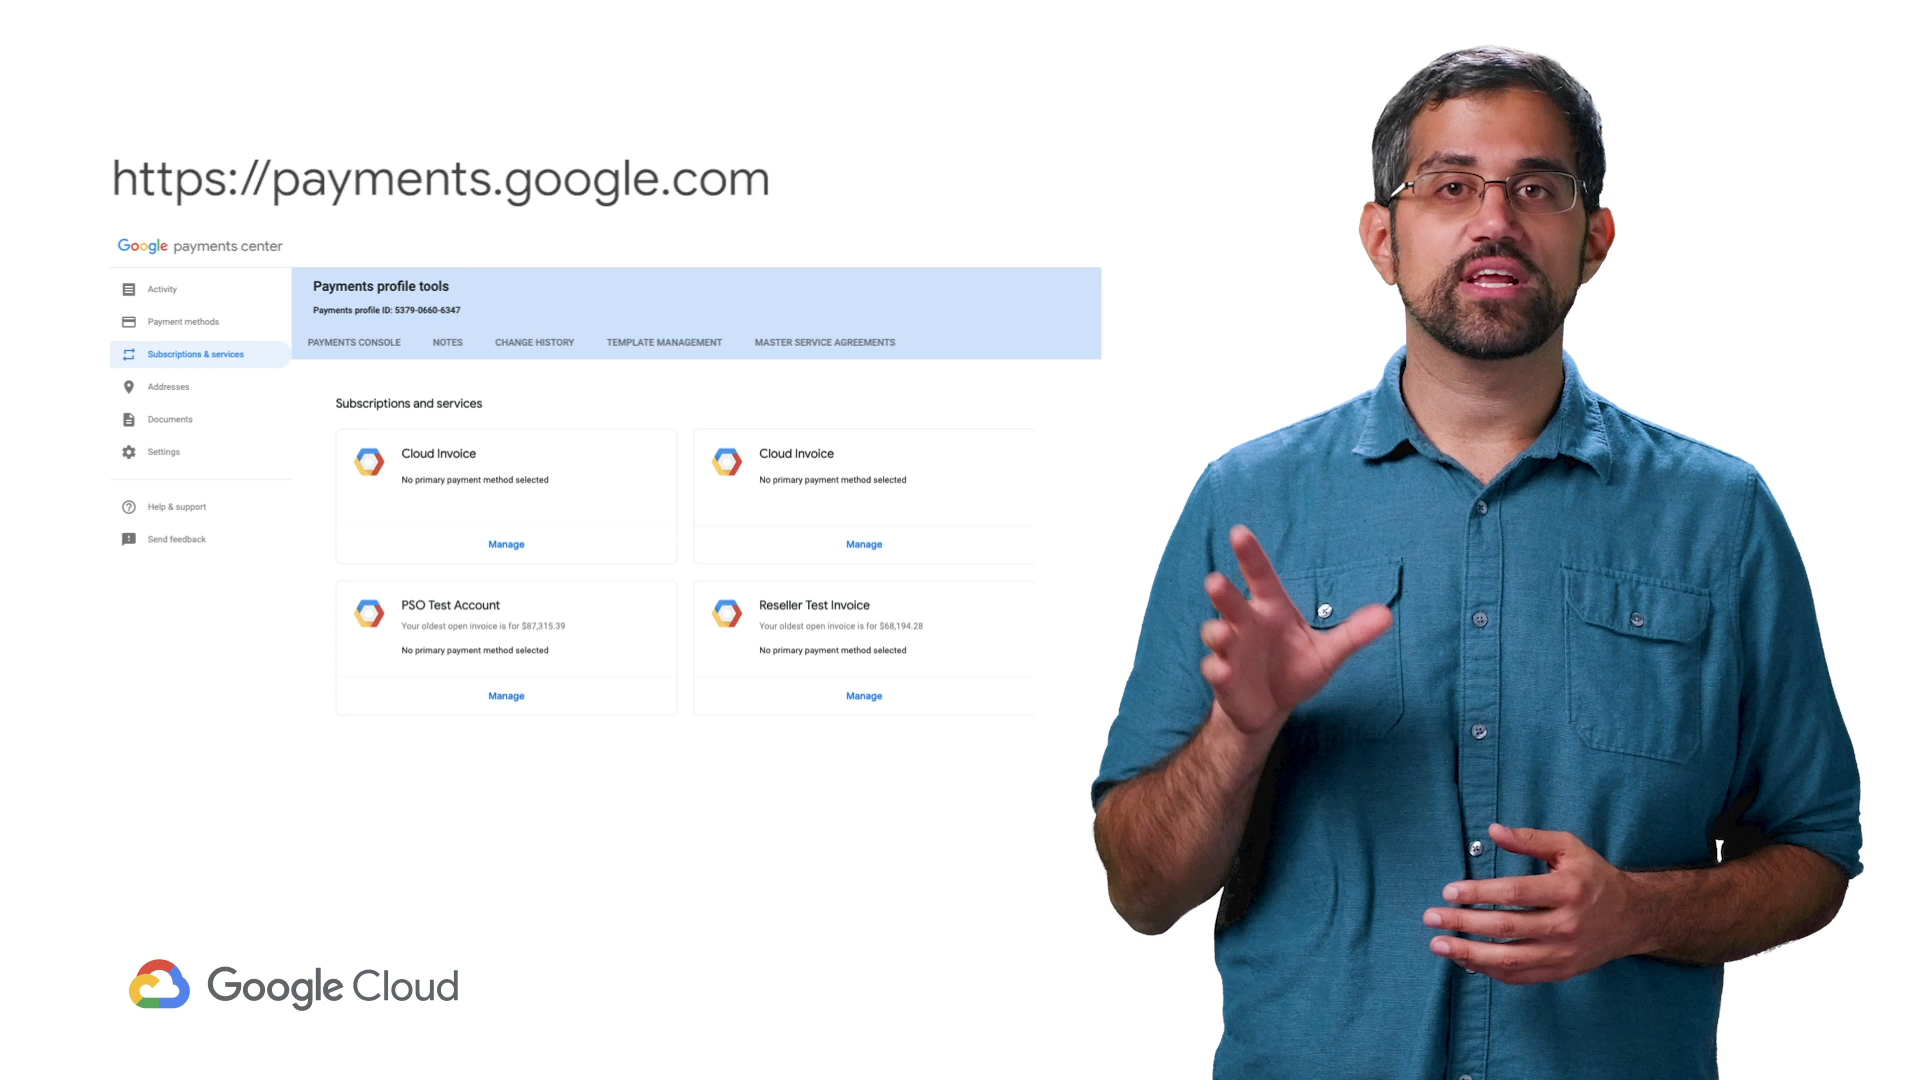 https://payments.google.com
Google payments center
Activity
Payment methods
Subscriptions & services
Addresses
Documents
Settings
Help & support
Send feedback
Payments profile tools
Payments profile ID: 5379-0660-6347
PAYMENTS CONSOLE NOTES CHANGE HISTORY TEMPLATE MANAGEMENT MASTER SERVICE AGREEMENTS
Subscriptions and services
Cloud Invoice
No primary payment method selected
Manage
Cloud Invoice
No primary payment method selected
Manage
PSO Test Account
Your oldest open invoice is for $87,315.39
No primary payment method selected
Manage
Reseller Test Invoice
Your oldest open invoice is for $68,194.28
No primary payment method selected
Manage
Google Cloud